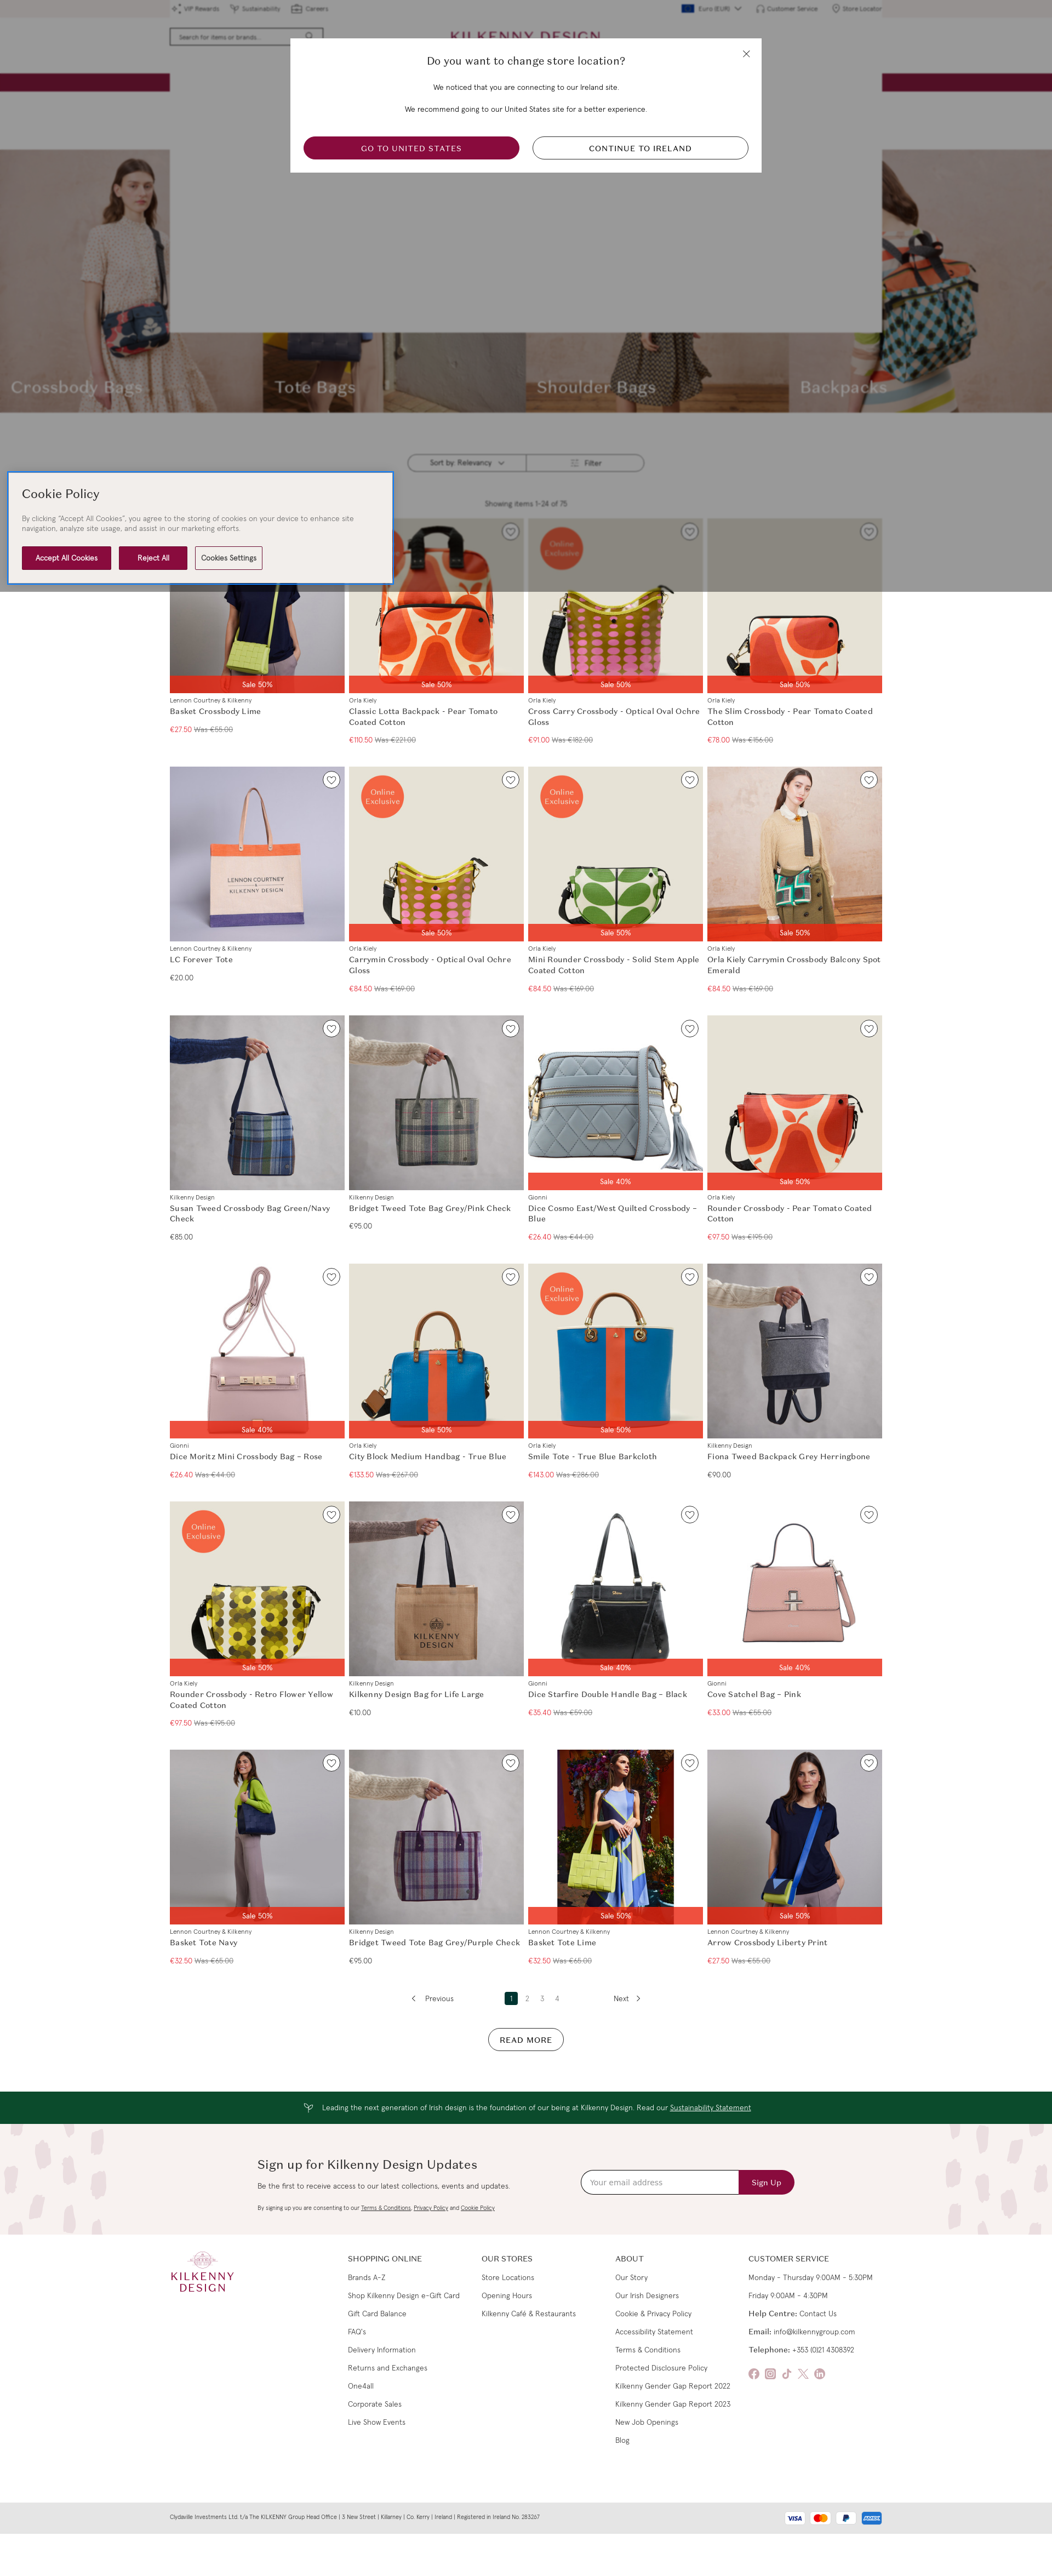 VIP Rewards
Sustainability
Careers
Euro (EUR)
Customer Service
Store Locator
Search for items or brands...
KILKENNY DESIGN
Do you want to change store location?
We noticed that you are connecting to our Ireland site.
We recommend going to our United States site for a better experience.
GO TO UNITED STATES
CONTINUE TO IRELAND
Crossbody Bags
Tote Bags
Shoulder Bags
Backpacks
Sort by: Relevancy
Filter
Showing items 1-24 of 75
Cookie Policy
By clicking “Accept All Cookies”, you agree to the storing of cookies on your device to enhance site
navigation, analyze site usage, and assist in our marketing efforts.
Accept All Cookies
Reject All
Cookies Settings
Online
Exclusive
Sale 50%
Sale 50%
Sale 50%
Sale 50%
Lennon Courtney & Kilkenny
Basket Crossbody Lime
€27.50 Was €55.00
Orla Kiely
Classic Lotta Backpack - Pear Tomato
Coated Cotton
€110.50 Was €221.00
Orla Kiely
Cross Carry Crossbody - Optical Oval Ochre
Gloss
€91.00 Was €182.00
Orla Kiely
The Slim Crossbody - Pear Tomato Coated
Cotton
€78.00 Was €156.00
LENNON COURTNEY
&
KILKENNY DESIGN
Online
Exclusive
Online
Exclusive
Sale 50%
Sale 50%
Sale 50%
Lennon Courtney & Kilkenny
LC Forever Tote
€20.00
Orla Kiely
Carrymin Crossbody - Optical Oval Ochre
Gloss
€84.50 Was €169.00
Orla Kiely
Mini Rounder Crossbody - Solid Stem Apple
Coated Cotton
€84.50 Was €169.00
Orla Kiely
Orla Kiely Carrymin Crossbody Balcony Spot
Emerald
€84.50 Was €169.00
Sale 40%
Sale 50%
Kilkenny Design
Susan Tweed Crossbody Bag Green/Navy
Check
€85.00
Kilkenny Design
Bridget Tweed Tote Bag Grey/Pink Check
€95.00
Gionni
Dice Cosmo East/West Quilted Crossbody –
Blue
€26.40 Was €44.00
Orla Kiely
Rounder Crossbody - Pear Tomato Coated
Cotton
€97.50 Was €195.00
Online
Exclusive
Sale 40%
Sale 50%
Sale 50%
Gionni
Dice Moritz Mini Crossbody Bag – Rose
€26.40 Was €44.00
Orla Kiely
City Block Medium Handbag - True Blue
€133.50 Was €267.00
Orla Kiely
Smile Tote - True Blue Barkcloth
€143.00 Was €286.00
Kilkenny Design
Fiona Tweed Backpack Grey Herringbone
€90.00
Online
Exclusive
KILKENNY
DESIGN
Sale 50%
Sale 40%
Sale 40%
Orla Kiely
Rounder Crossbody - Retro Flower Yellow
Coated Cotton
€97.50 Was €195.00
Kilkenny Design
Kilkenny Design Bag for Life Large
€10.00
Gionni
Dice Starfire Double Handle Bag – Black
€35.40 Was €59.00
Gionni
Cove Satchel Bag – Pink
€33.00 Was €55.00
Sale 50%
Sale 50%
Sale 50%
Lennon Courtney & Kilkenny
Basket Tote Navy
€32.50 Was €65.00
Kilkenny Design
Bridget Tweed Tote Bag Grey/Purple Check
€95.00
Lennon Courtney & Kilkenny
Basket Tote Lime
€32.50 Was €65.00
Lennon Courtney & Kilkenny
Arrow Crossbody Liberty Print
€27.50 Was €55.00
Previous 1 2 3 4 Next
READ MORE
Leading the next generation of Irish design is the foundation of our being at Kilkenny Design. Read our Sustainability Statement
Sign up for Kilkenny Design Updates
Be the first to receive access to our latest collections, events and updates.
By signing up you are consenting to our Terms & Conditions, Privacy Policy and Cookie Policy
Your email address
Sign Up
KILKENNY
DESIGN
SHOPPING ONLINE
Brands A-Z
Shop Kilkenny Design e-Gift Card
Gift Card Balance
FAQ's
Delivery Information
Returns and Exchanges
One4all
Corporate Sales
Live Show Events
OUR STORES
Store Locations
Opening Hours
Kilkenny Café & Restaurants
ABOUT
Our Story
Our Irish Designers
Cookie & Privacy Policy
Accessibility Statement
Terms & Conditions
Protected Disclosure Policy
Kilkenny Gender Gap Report 2022
Kilkenny Gender Gap Report 2023
New Job Openings
Blog
CUSTOMER SERVICE
Monday - Thursday 9:00AM - 5:30PM
Friday 9:00AM - 4:30PM
Help Centre: Contact Us
Email: info@kilkennygroup.com
Telephone: +353 (0)21 4308392
Clydaville Investments Ltd. t/a The KILKENNY Group Head Office | 3 New Street | Killarney | Co. Kerry | Ireland | Registered in Ireland No. 283267
VISA